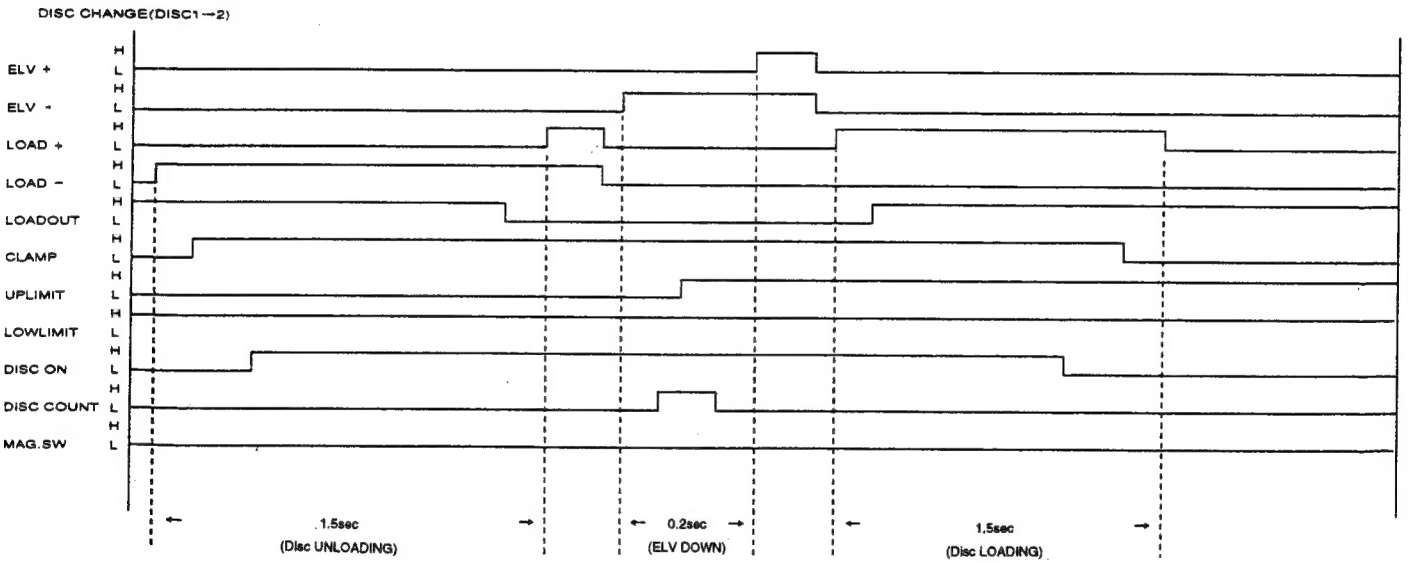 DISC CHANGE(DISC1→2)
H
ELV + L
H
ELV - L
H
LOAD + L
H
LOAD - L
H
LOADOUT L
H
CLAMP L
H
UPLIMIT L
H
LOWLIMIT L
H
DISC ON L
H
DISC COUNT L
H
MAG.SW L
← 1.5sec → ← 0.2sec → ← 1.5sec →
(Disc UNLOADING) (ELV DOWN) (Disc LOADING)